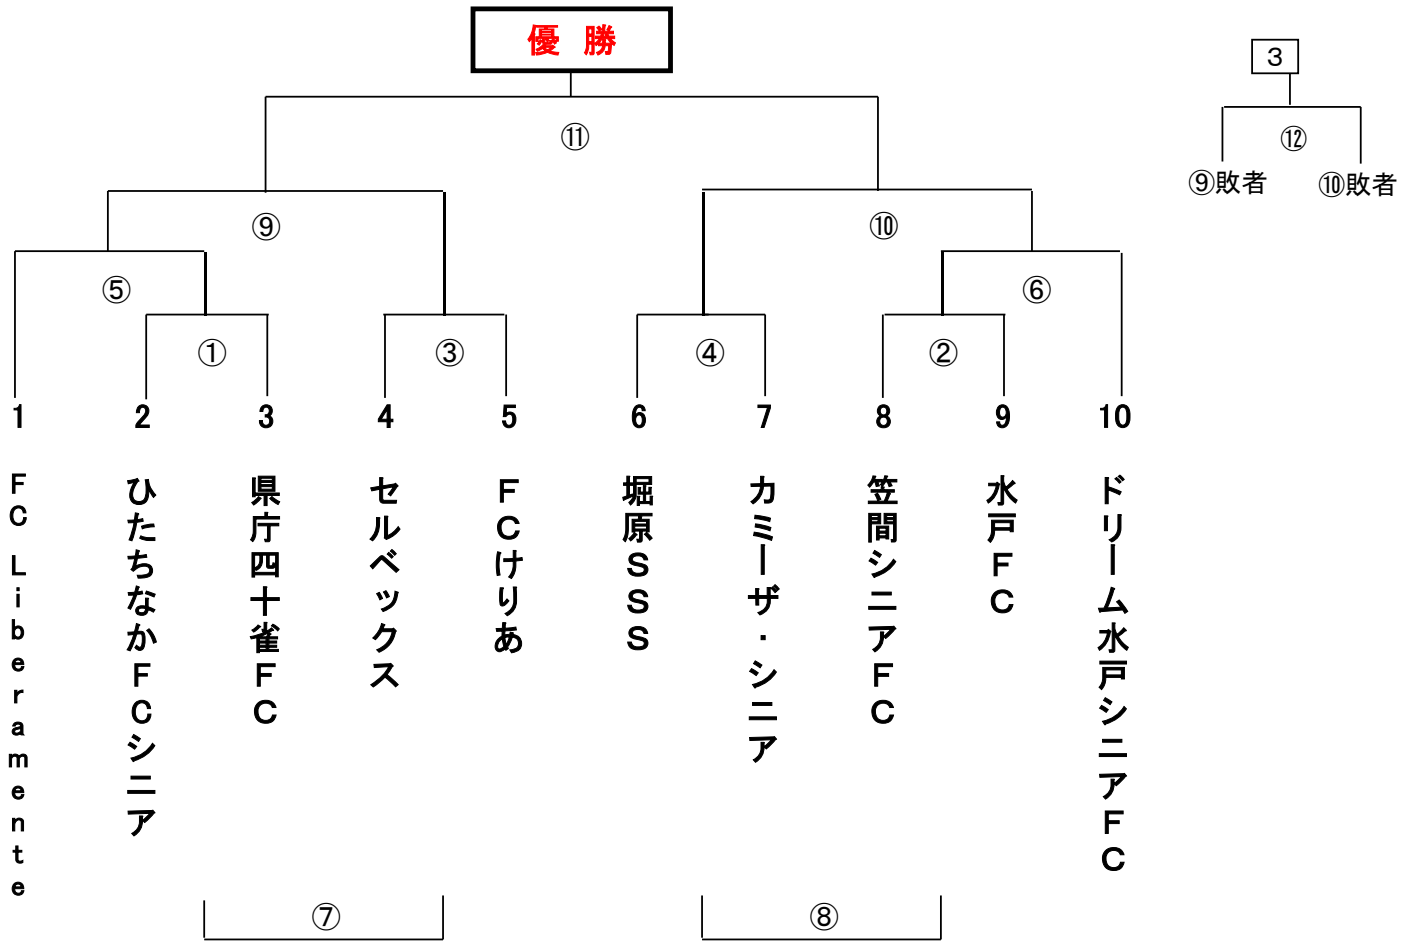 優 勝
3
⑪
⑫
⑨敗者
⑩敗者
⑨
⑩
⑤
⑥
①
③
④
②
1
2
3
4
5
6
7
8
9
10
FC Liberamente
ひたちなかFCシニア
県庁四十雀FC
セルベックス
FCけりあ
堀原SSS
カミーザ・シニア
笠間シニアFC
水戸FC
ドリーム水戸シニアFC
⑦
⑧